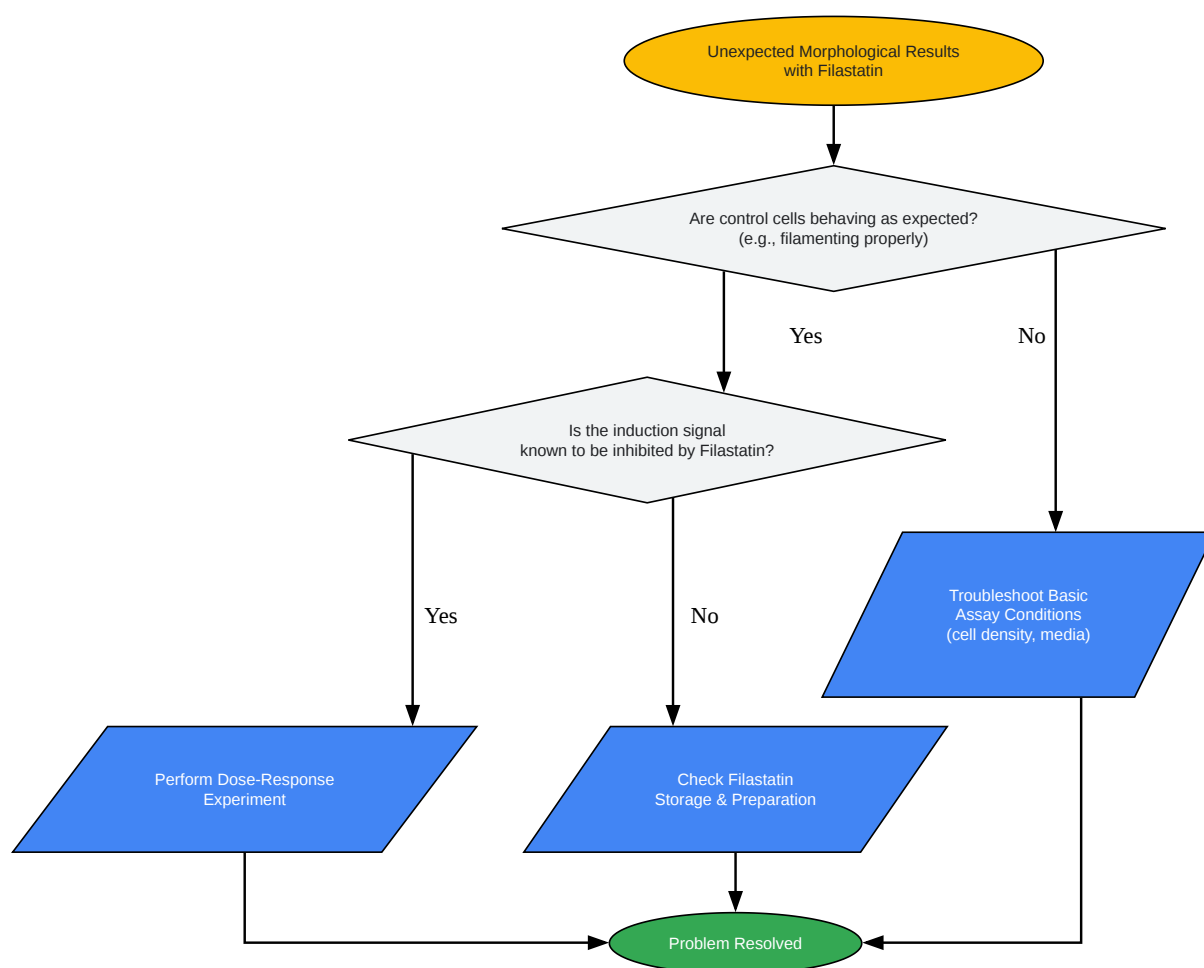 Unexpected Morphological Results
with Filastatin
Are control cells behaving as expected?
(e.g., filamenting properly)
Yes
No
Is the induction signal
known to be inhibited by Filastatin?
Yes
No
Troubleshoot Basic
Assay Conditions
(cell density, media)
Perform Dose-Response
Experiment
Check Filastatin
Storage & Preparation
Problem Resolved